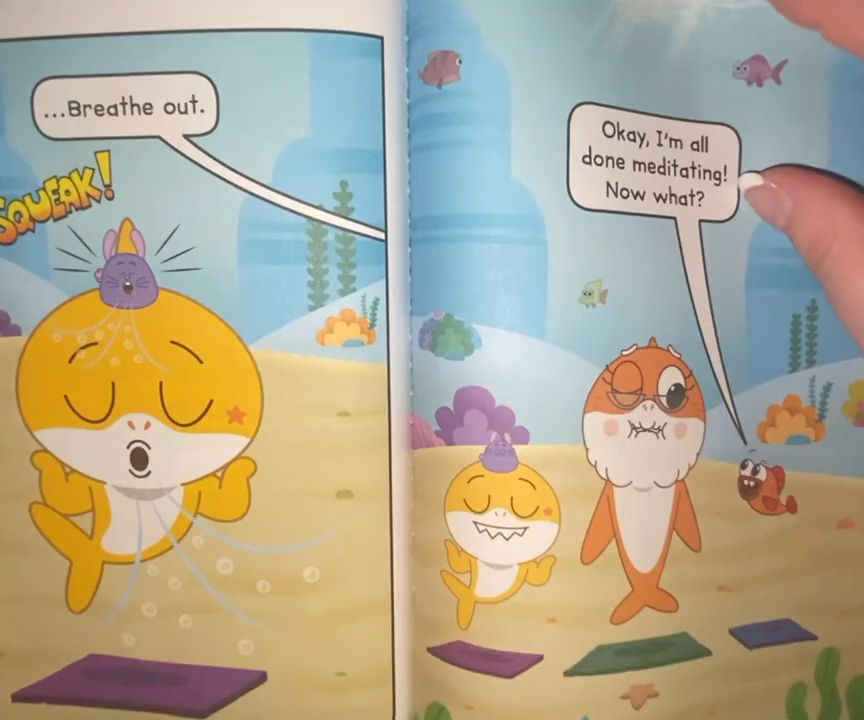 ...Breathe out.
SQUEAK!
Okay, I'm all
done meditating!
Now what?